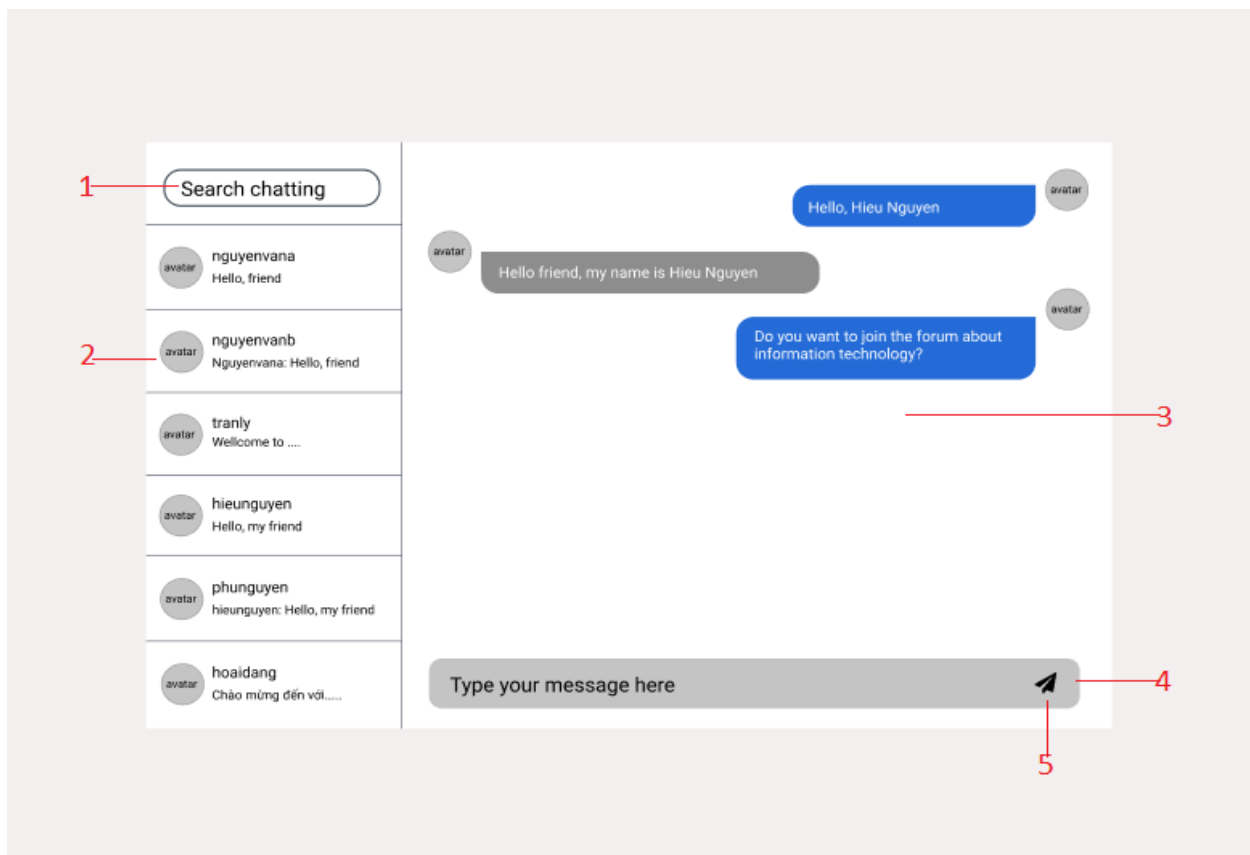 1
Search chatting
avatar
nguyenvana
Hello, friend
2
avatar
nguyenvanb
Nguyenvana: Hello, friend
avatar
tranly
Wellcome to ....
avatar
hieunguyen
Hello, my friend
avatar
phunguyen
hieunguyen: Hello, my friend
avatar
hoaidang
Chào mừng đến với.....
Hello, Hieu Nguyen
avatar
avatar
Hello friend, my name is Hieu Nguyen
avatar
Do you want to join the forum about
information technology?
3
Type your message here
4
5